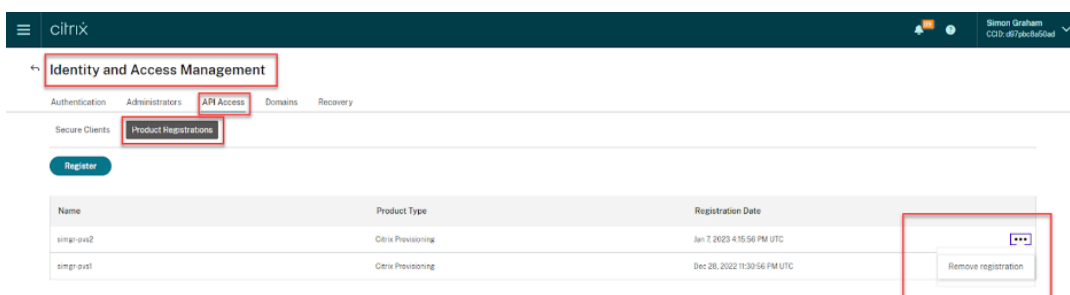 citrix
89
Simon Graham
CCID: d97pbc8a50ad
Identity and Access Management
Authentication Administrators API Access Domains Recovery
Secure Clients Product Registrations
Register
Name Product Type Registration Date
simgr-pvs2 Citrix Provisioning Jan 7, 2023 4:15:56 PM UTC
simgr-pvs1 Citrix Provisioning Dec 28, 2022 11:30:56 PM UTC
Remove registration